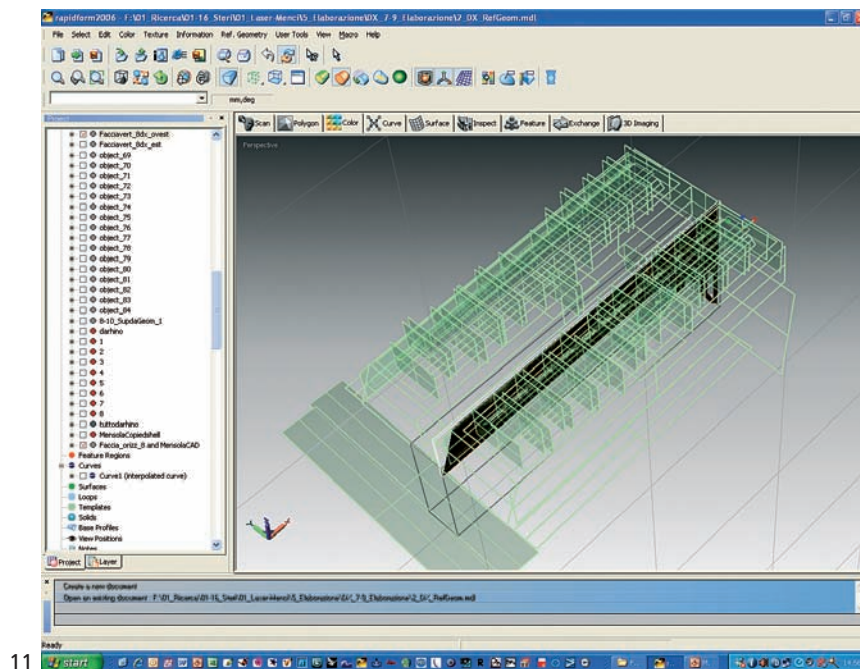 rapidform2006 - F:\01_Ricerca\01-16_Steri\01_Laser-Menci\5_Elaborazione\DX_7-9_Elaborazione\2_DX_RefGeom.mdl
File Select Edit Color Texture Information Ref. Geometry User Tools View Macro Help
mm,deg
Project
Scan Polygon Color Curve Surface Inspect Feature Exchange 3D Imaging
Perspective
Facciavert_8dx_ovest
Facciavert_8dx_est
object_69
object_70
object_71
object_72
object_73
object_74
object_75
object_76
object_77
object_78
object_79
object_80
object_81
object_82
object_83
object_84
8-10_SupdaGeom_1
darhino
1
2
3
4
5
6
7
8
tuttodarhino
MensolaCopiedshell
Faccia_orizz_8 and MensolaCAD
Feature Regions
Curves
Curve1 (interpolated curve)
Surfaces
Loops
Templates
Solids
Base Profiles
View Positions
Notes
Project Layer
Create a new document
Open an existing document : F:\01_Ricerca\01-16_Steri\01_Laser-Menci\5_Elaborazione\DX_7-9_Elaborazione\2_DX_RefGeom.mdl
Ready
11
start